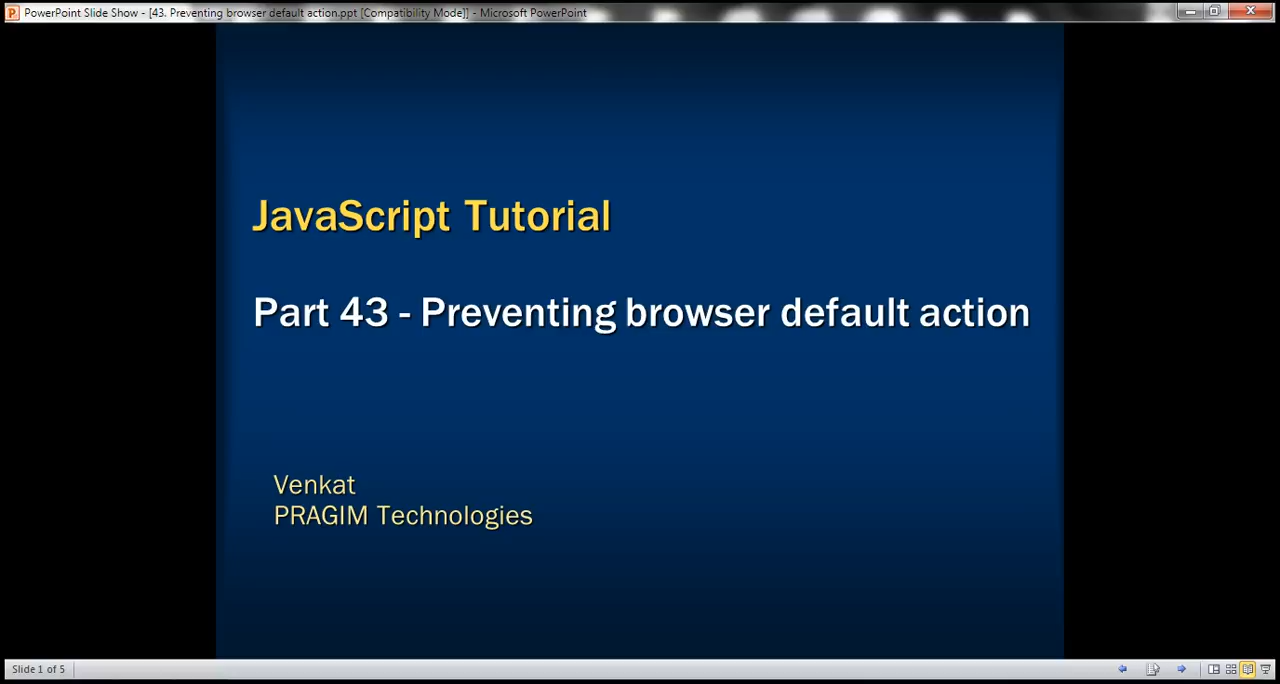 PowerPoint Slide Show - [43. Preventing browser default action.ppt [Compatibility Mode]] - Microsoft PowerPoint
JavaScript Tutorial
Part 43 - Preventing browser default action
Venkat
PRAGIM Technologies
Slide 1 of 5